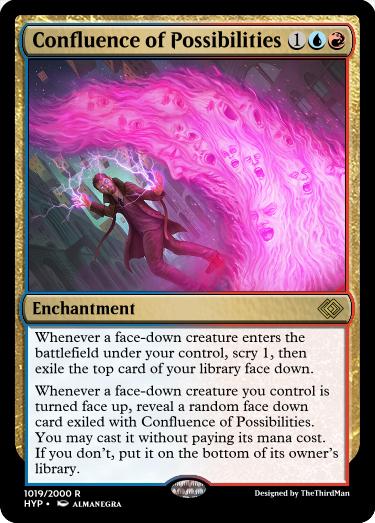 Confluence of Possibilities 1
Enchantment
Whenever a face-down creature enters the
battlefield under your control, scry 1, then
exile the top card of your library face down.
Whenever a face-down creature you control is
turned face up, reveal a random face down
card exiled with Confluence of Possibilities.
You may cast it without paying its mana cost.
If you don't, put it on the bottom of its owner's
library.
1019/2000 R
HYP • ALMANEGRA
Designed by TheThirdMan